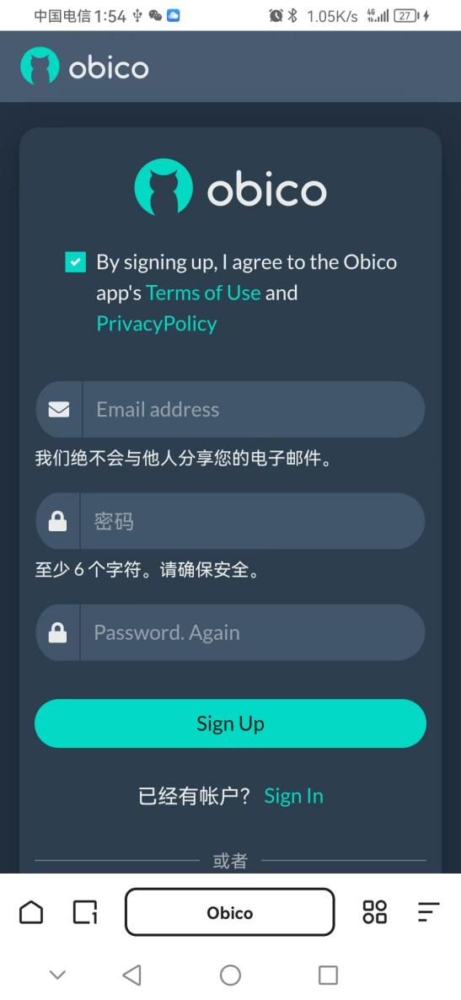 中国电信 1:54
1.05K/s 4G 27
obico
obico
By signing up, I agree to the Obico
app's Terms of Use and
PrivacyPolicy
Email address
我们绝不会与他人分享您的电子邮件。
密码
至少 6 个字符。请确保安全。
Password. Again
Sign Up
已经有帐户？ Sign In
或者
1
Obico